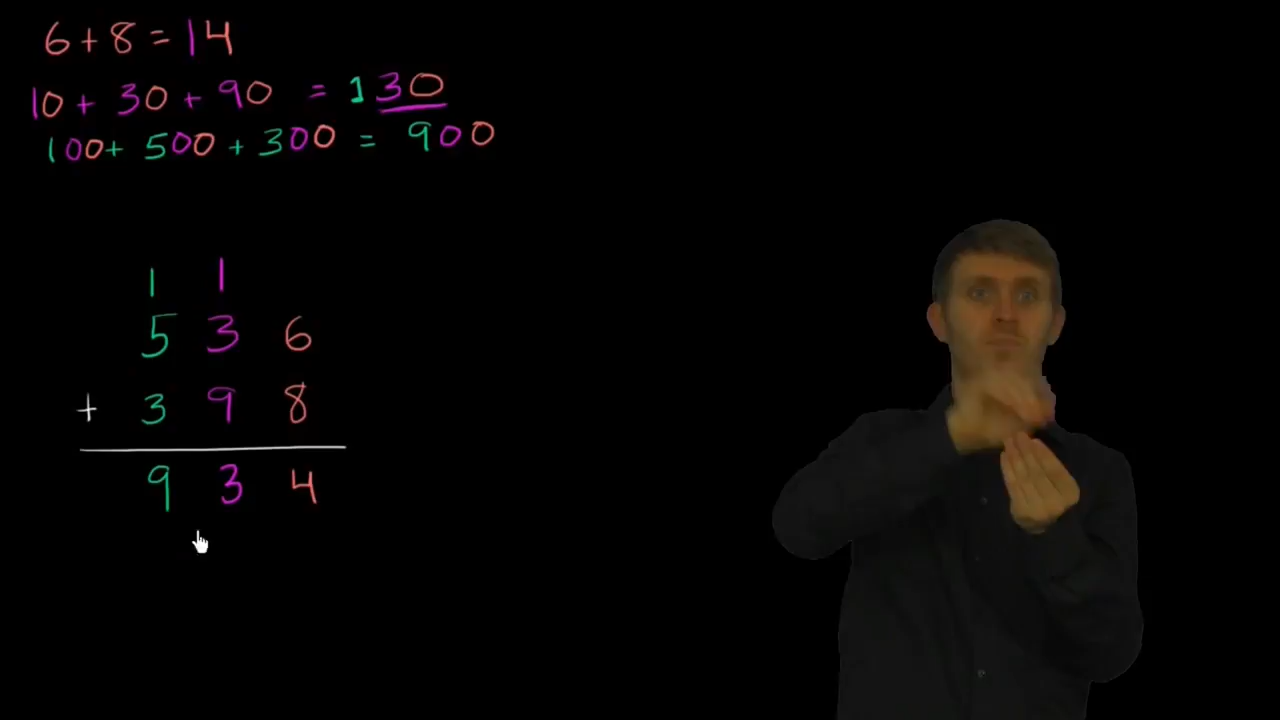 6+8=14
10 + 30 + 90 = 130
100+ 500 + 300 = 900
1 1
5 3 6
+ 3 9 8
9 3 4